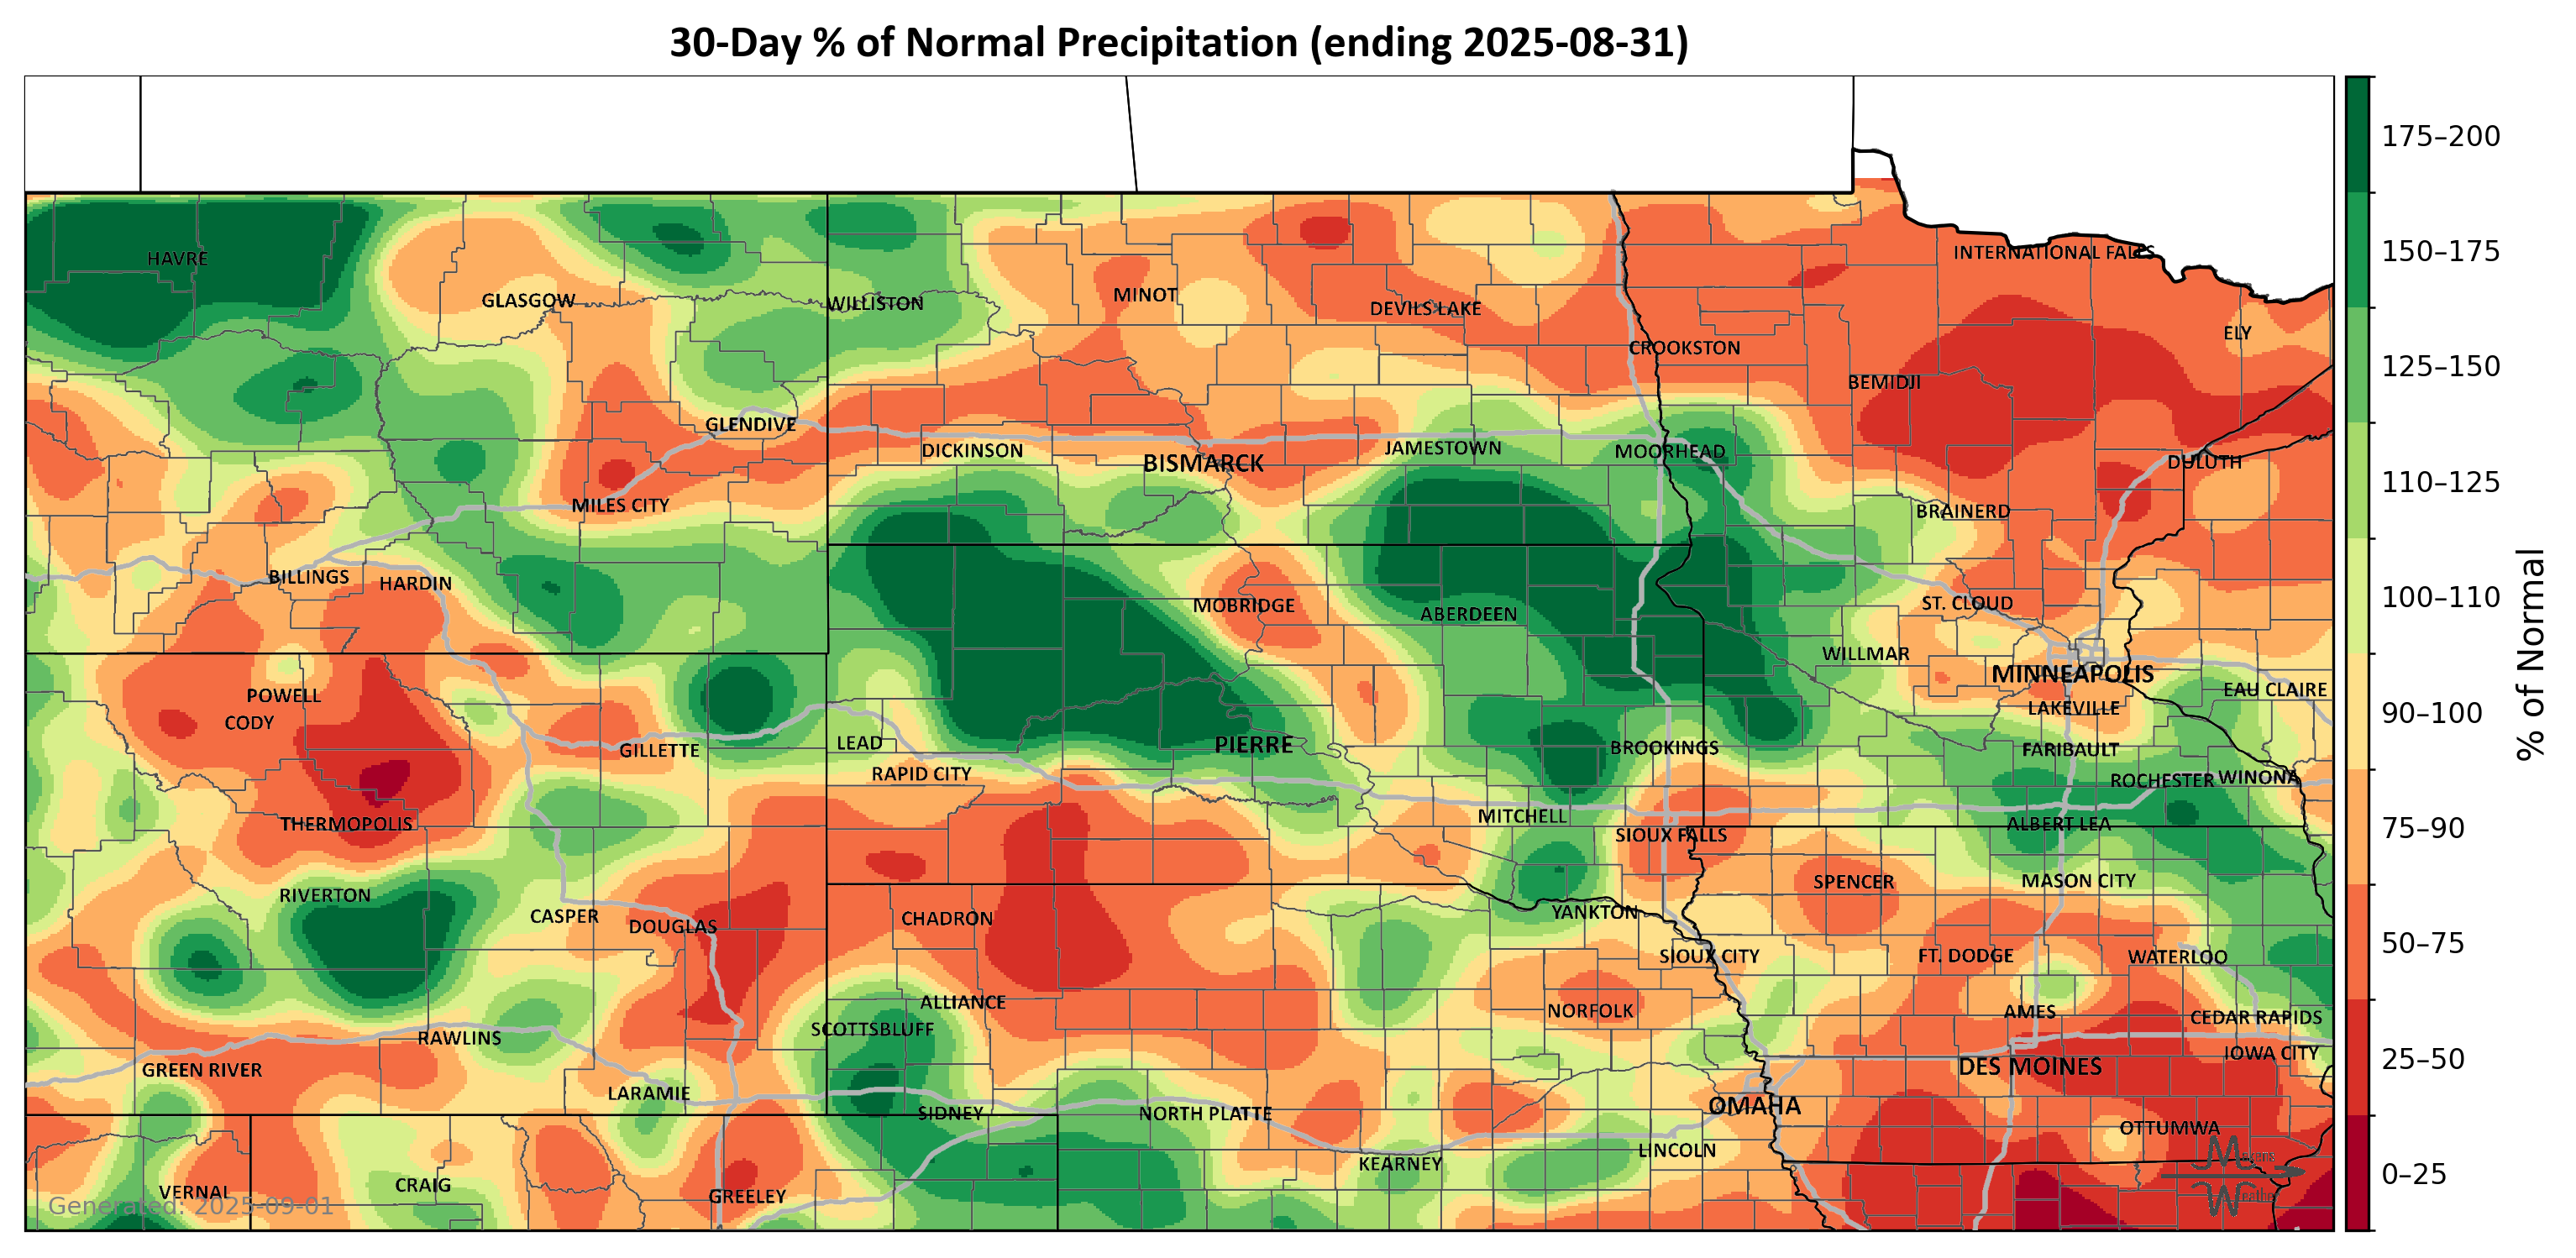 30-Day % of Normal Precipitation (ending 2025-08-31)
175–200
150–175
125–150
110–125
100–110
90–100
75–90
50–75
25–50
0–25
% of Normal
HAVRE
INTERNATIONAL FALLS
GLASGOW
WILLISTON
MINOT
DEVILS LAKE
ELY
CROOKSTON
BEMIDJI
GLENDIVE
DICKINSON
BISMARCK
JAMESTOWN
MOORHEAD
DULUTH
MILES CITY
BRAINERD
BILLINGS
HARDIN
MOBRIDGE
ABERDEEN
ST. CLOUD
WILLMAR
MINNEAPOLIS
POWELL
EAU CLAIRE
CODY
LAKEVILLE
GILLETTE
LEAD
PIERRE
BROOKINGS
FARIBAULT
RAPID CITY
ROCHESTER
WINONA
THERMOPOLIS
MITCHELL
SIOUX FALLS
ALBERT LEA
RIVERTON
SPENCER
MASON CITY
CASPER
DOUGLAS
CHADRON
YANKTON
SIOUX CITY
FT. DODGE
WATERLOO
ALLIANCE
NORFOLK
AMES
SCOTTSBLUFF
CEDAR RAPIDS
RAWLINS
GREEN RIVER
DES MOINES
IOWA CITY
LARAMIE
SIDNEY
NORTH PLATTE
OMAHA
OTTUMWA
LINCOLN
KEARNEY
VERNAL
CRAIG
GREELEY
Generated: 2025-09-01
Weather